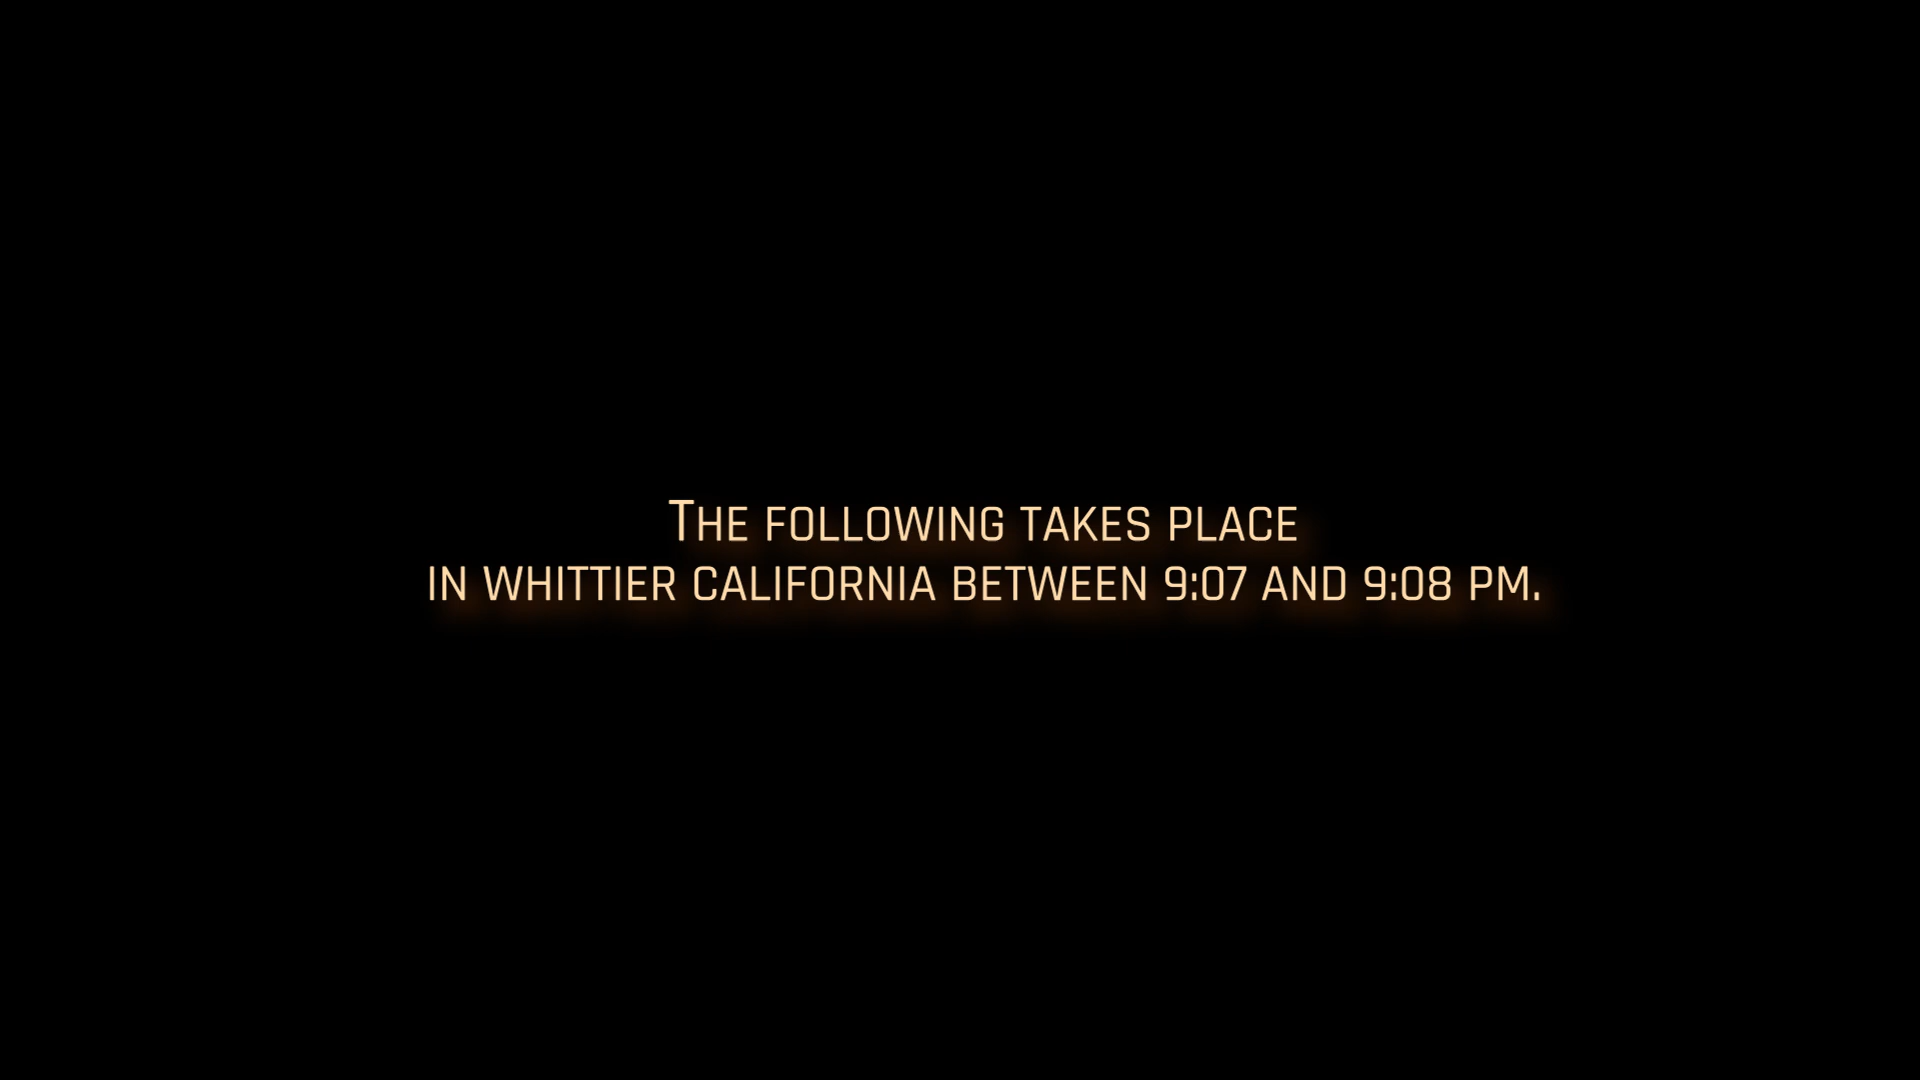 The following takes place
in whittier california between 9:07 and 9:08 pm.